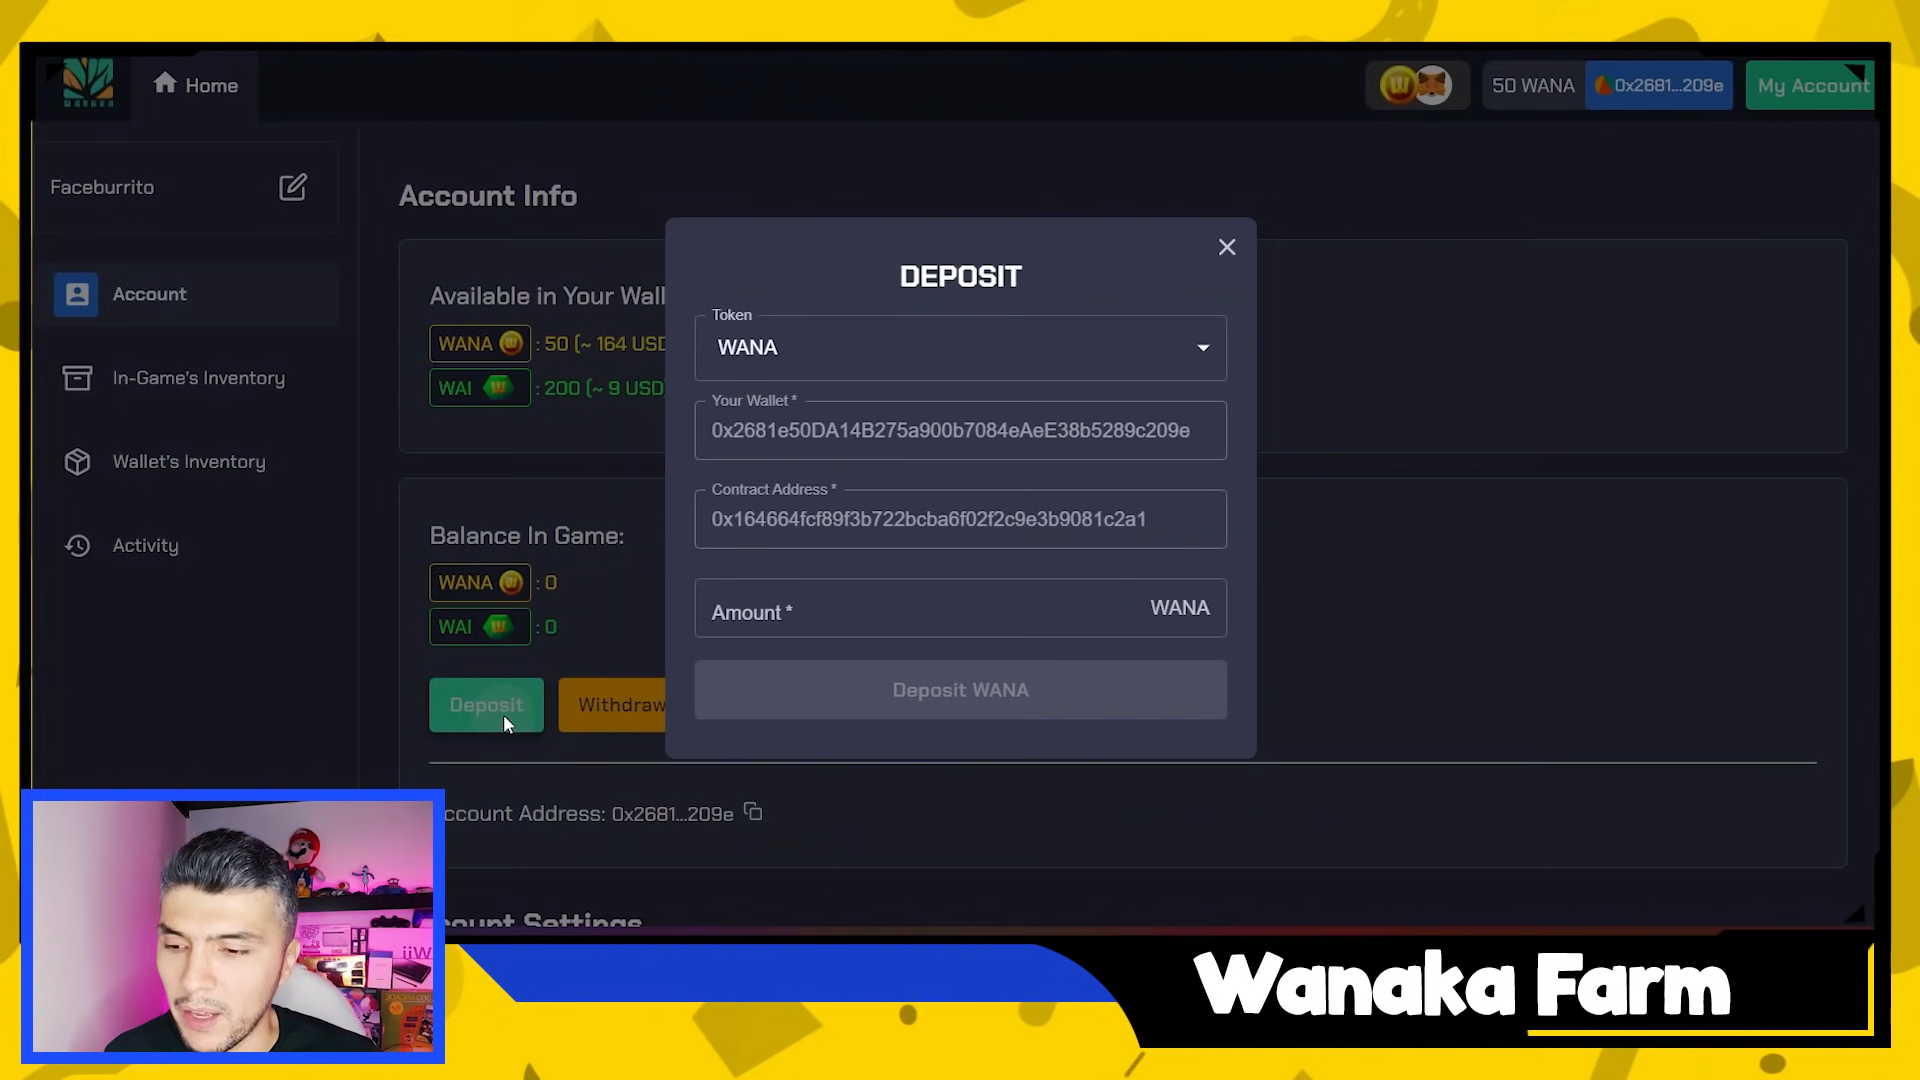 WANAKA
Home
50 WANA
0x2681...209e
My Account
Faceburrito
Account
In-Game's Inventory
Wallet's Inventory
Activity
Account Info
Available in Your Wall
WANA : 50 (~ 164 USD
WAI : 200 (~ 9 USD)
Balance In Game:
WANA : 0
WAI : 0
Deposit
Withdraw
ccount Address: 0x2681...209e
count Settings
DEPOSIT
Token
WANA
Your Wallet *
0x2681e50DA14B275a900b7084eAeE38b5289c209e
Contract Address *
0x164664fcf89f3b722bcba6f02f2c9e3b9081c2a1
Amount *
WANA
Deposit WANA
Wanaka Farm